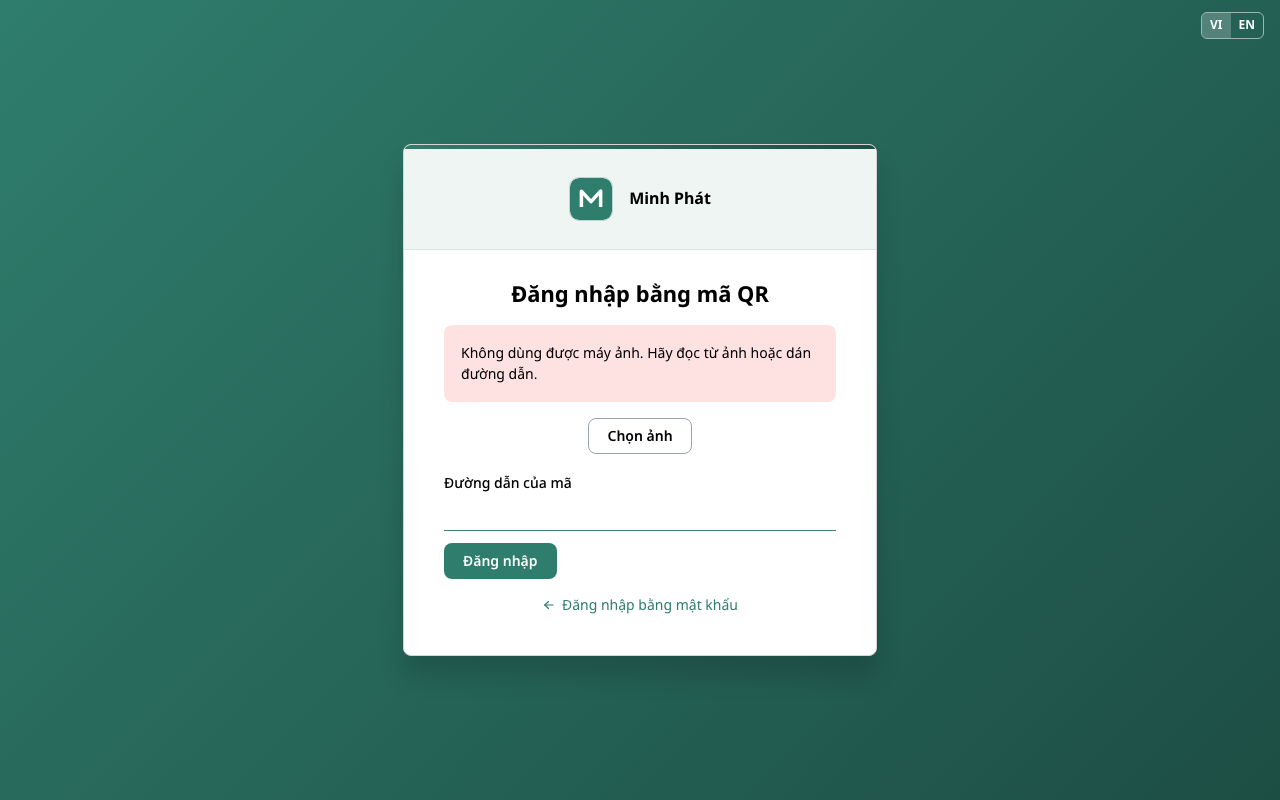 VI EN
Minh Phát
Đăng nhập bằng mã QR
Không dùng được máy ảnh. Hãy đọc từ ảnh hoặc dán
đường dẫn.
Chọn ảnh
Đường dẫn của mã
Đăng nhập
← Đăng nhập bằng mật khẩu